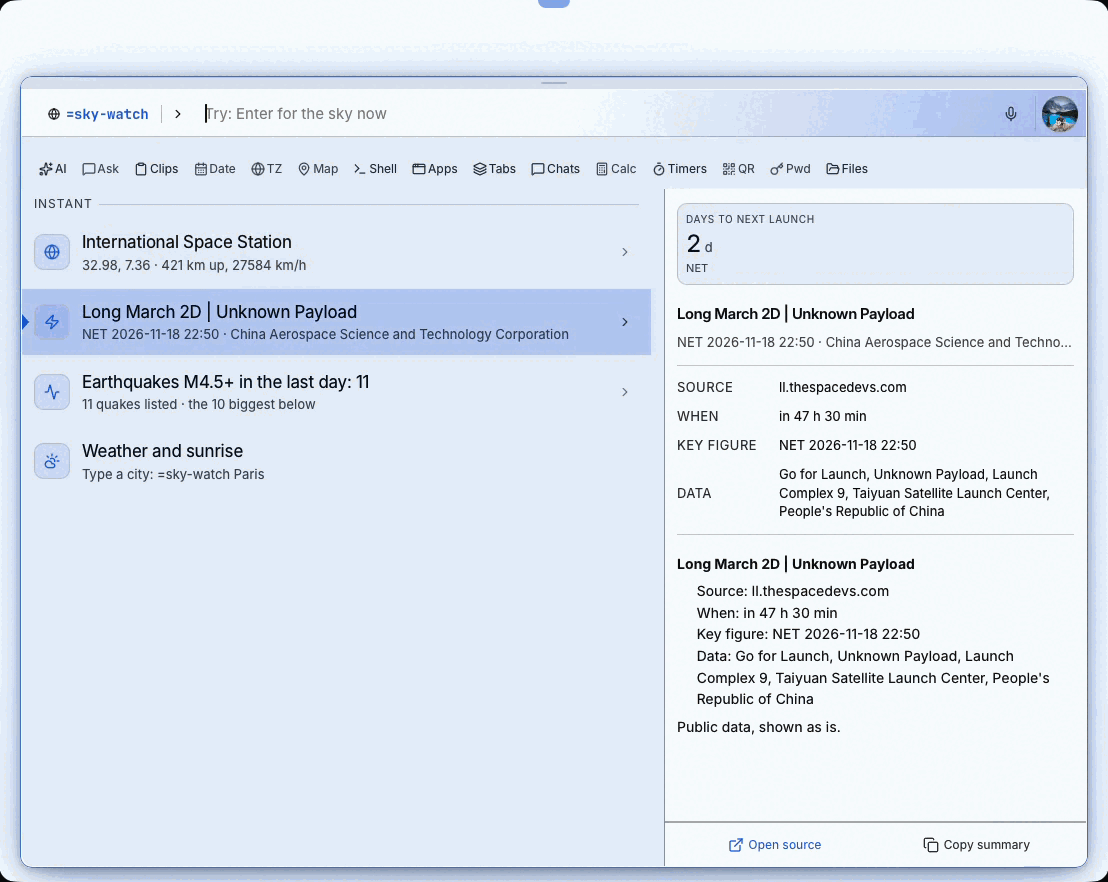 =sky-watch
Try: Enter for the sky now
AI Ask Clips Date TZ Map Shell Apps Tabs Chats Calc Timers QR Pwd Files
INSTANT
International Space Station
32.98, 7.36 · 421 km up, 27584 km/h
Long March 2D | Unknown Payload
NET 2026-11-18 22:50 · China Aerospace Science and Technology Corporation
Earthquakes M4.5+ in the last day: 11
11 quakes listed · the 10 biggest below
Weather and sunrise
Type a city: =sky-watch Paris
DAYS TO NEXT LAUNCH
2 d
NET
Long March 2D | Unknown Payload
NET 2026-11-18 22:50 · China Aerospace Science and Techno...
SOURCE ll.thespacedevs.com
WHEN in 47 h 30 min
KEY FIGURE NET 2026-11-18 22:50
DATA Go for Launch, Unknown Payload, Launch
Complex 9, Taiyuan Satellite Launch Center,
People's Republic of China
Long March 2D | Unknown Payload
Source: ll.thespacedevs.com
When: in 47 h 30 min
Key figure: NET 2026-11-18 22:50
Data: Go for Launch, Unknown Payload, Launch
Complex 9, Taiyuan Satellite Launch Center, People's
Republic of China
Public data, shown as is.
Open source
Copy summary